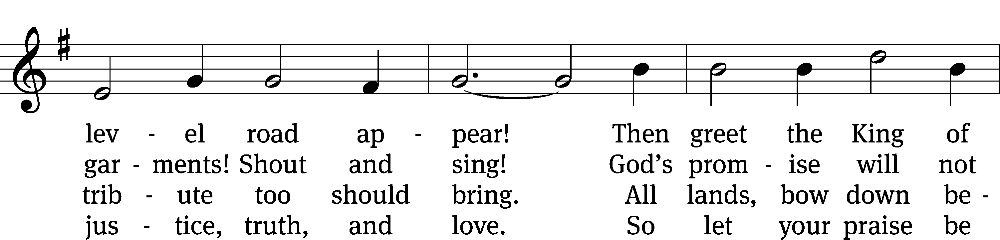 lev - el road ap - pear! Then greet the King of
gar - ments! Shout and sing! God’s prom - ise will not
trib - ute too should bring. All lands, bow down be -
jus - tice, truth, and love. So let your praise be